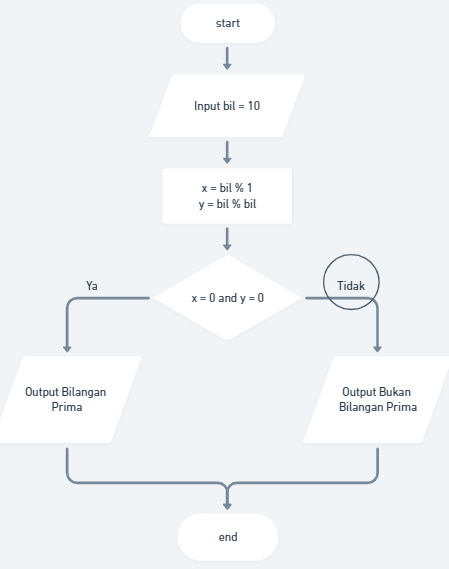 start
Input bil = 10
x = bil % 1
y = bil % bil
x = 0 and y = 0
Ya
Tidak
Output Bilangan
Prima
Output Bukan
Bilangan Prima
end